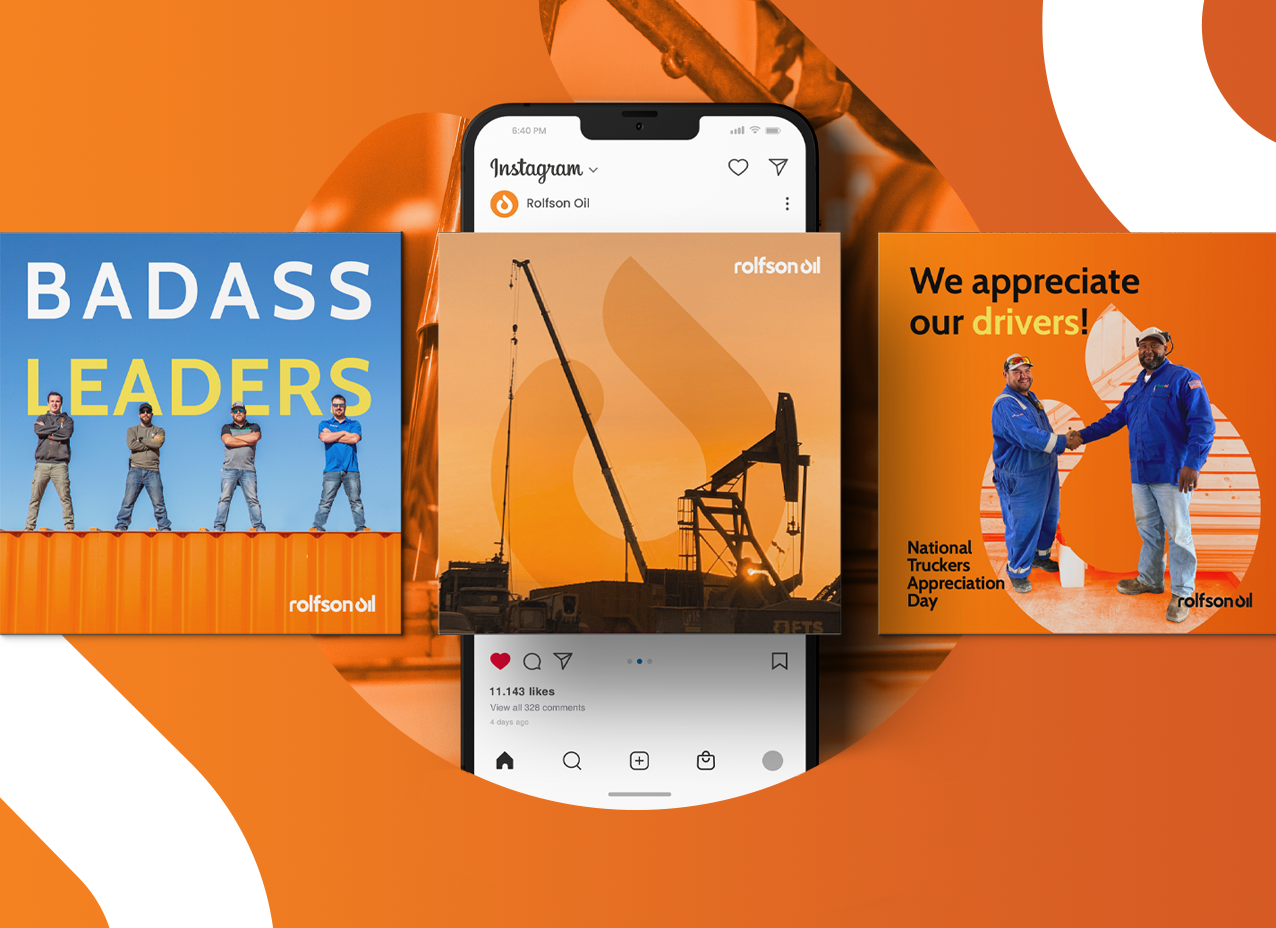 6:40 PM
Instagram
Rolfson Oil
BADASS
LEADERS
rolfson oil
rolfson oil
FTS
We appreciate
our drivers!
National
Truckers
Appreciation
Day
rolfson oil
11.143 likes
View all 328 comments
4 days ago